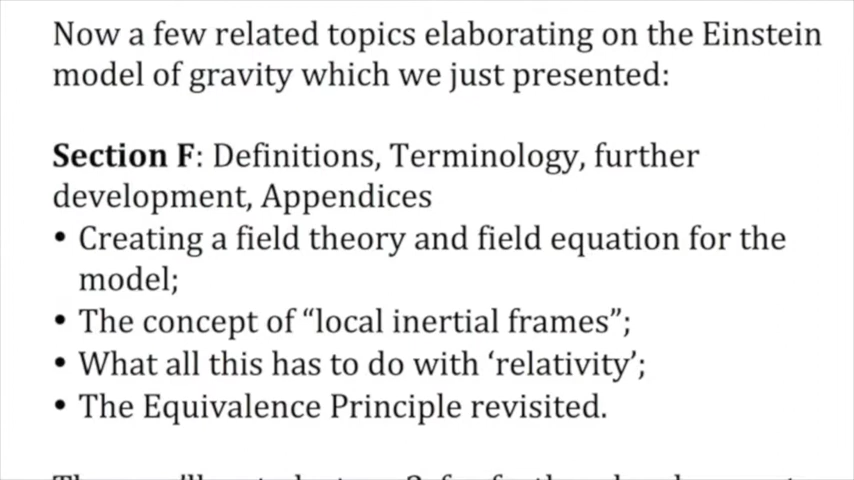 Now a few related topics elaborating on the Einstein
model of gravity which we just presented:
Section F: Definitions, Terminology, further
development, Appendices
• Creating a field theory and field equation for the
model;
• The concept of “local inertial frames”;
• What all this has to do with ‘relativity’;
• The Equivalence Principle revisited.